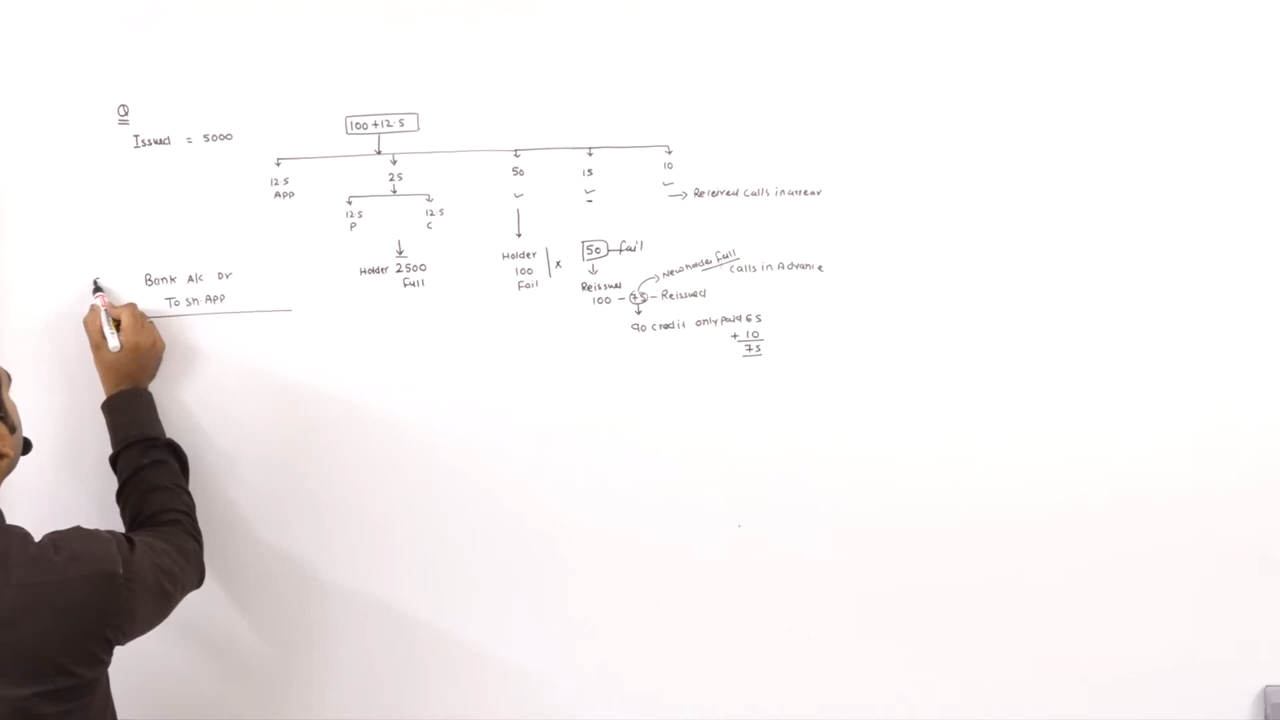 Q
Issued = 5000
100 + 12.5
12.5
APP
25
12.5
P
12.5
C
Holder 2500
Full
50
Holder
100
Fail
x
15
50 fail
Reissued
100 - 75 - Reissued
New holder full
Calls in Advance
90 credit only paid 65
+ 10
75
10
Reserved calls in arrear
5
Bank A/c Dr
To Sh. APP